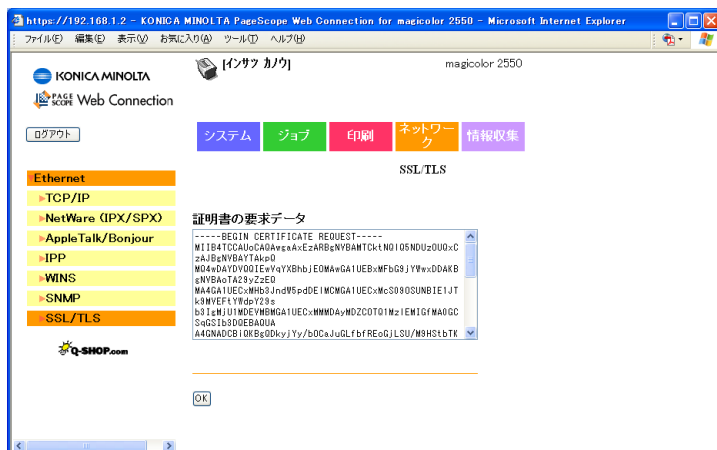 https://192.168.1.2 - KONICA MINOLTA PageScope Web Connection for magicolor 2550 - Microsoft Internet Explorer
ファイル(F) 編集(E) 表示(V) お気に入り(A) ツール(T) ヘルプ(H)
KONICA MINOLTA
PAGE SCOPE Web Connection
[インサツ カノウ]
magicolor 2550
ログアウト
システム
ジョブ
印刷
ネットワーク
情報収集
SSL/TLS
Ethernet
TCP/IP
NetWare (IPX/SPX)
AppleTalk/Bonjour
IPP
WINS
SNMP
SSL/TLS
Q-SHOP.com
証明書の要求データ
-----BEGIN CERTIFICATE REQUEST-----
OK